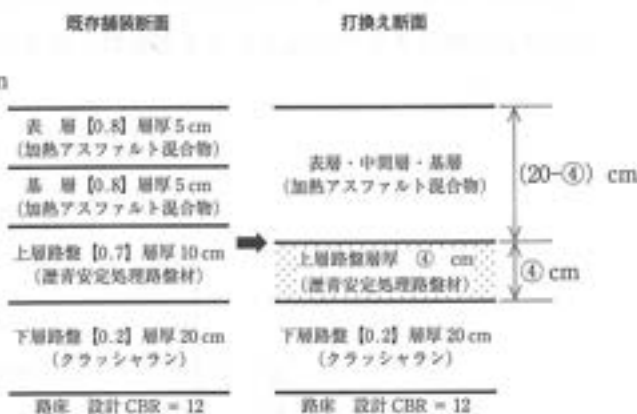 既存舗装断面
打換え断面
m
表 層【0.8】層厚 5 cm
(加熱アスファルト混合物)
基 層【0.8】層厚 5 cm
(加熱アスファルト混合物)
上層路盤【0.7】層厚 10 cm
(瀝青安定処理路盤材)
下層路盤【0.2】層厚 20 cm
(クラッシャラン)
路床 設計 CBR = 12
表層・中間層・基層
(加熱アスファルト混合物)
(20-④) cm
上層路盤層厚 ④ cm
(瀝青安定処理路盤材)
④ cm
下層路盤【0.2】層厚 20 cm
(クラッシャラン)
路床 設計 CBR = 12